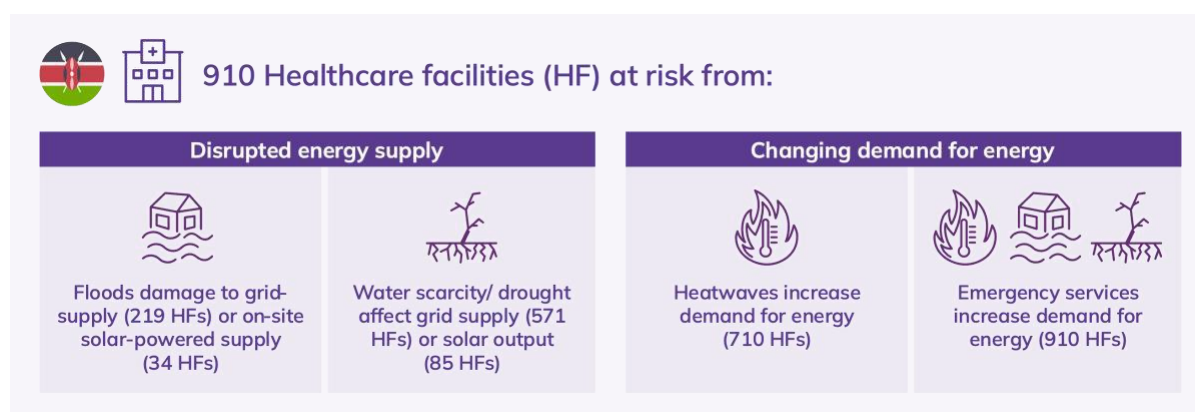 910 Healthcare facilities (HF) at risk from:
Disrupted energy supply
Floods damage to grid-
supply (219 HFs) or on-site
solar-powered supply
(34 HFs)
Water scarcity/ drought
affect grid supply (571
HFs) or solar output
(85 HFs)
Changing demand for energy
Heatwaves increase
demand for energy
(710 HFs)
Emergency services
increase demand for
energy (910 HFs)